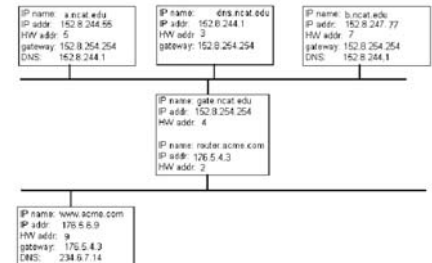 IP name: a.ncat.edu
IP addr: 152.8.244.55
HW addr: 5
gateway: 152.8.254.254
DNS: 152.8.244.1
IP name: dns.ncat.edu
IP addr: 152.8.244.1
HW addr: 3
gateway: 152.8.254.254
IP name: b.ncat.edu
IP addr: 152.8.247.77
HW addr: 7
gateway: 152.8.254.254
DNS: 152.8.244.1
IP name: gate.ncat.edu
IP addr: 152.8.254.254
HW addr: 4
IP name: router.acme.com
IP addr: 176.5.4.3
HW addr: 2
IP name: www.acme.com
IP addr: 176.5.6.9
HW addr: 9
gateway: 176.5.4.3
DNS: 234.6.7.14